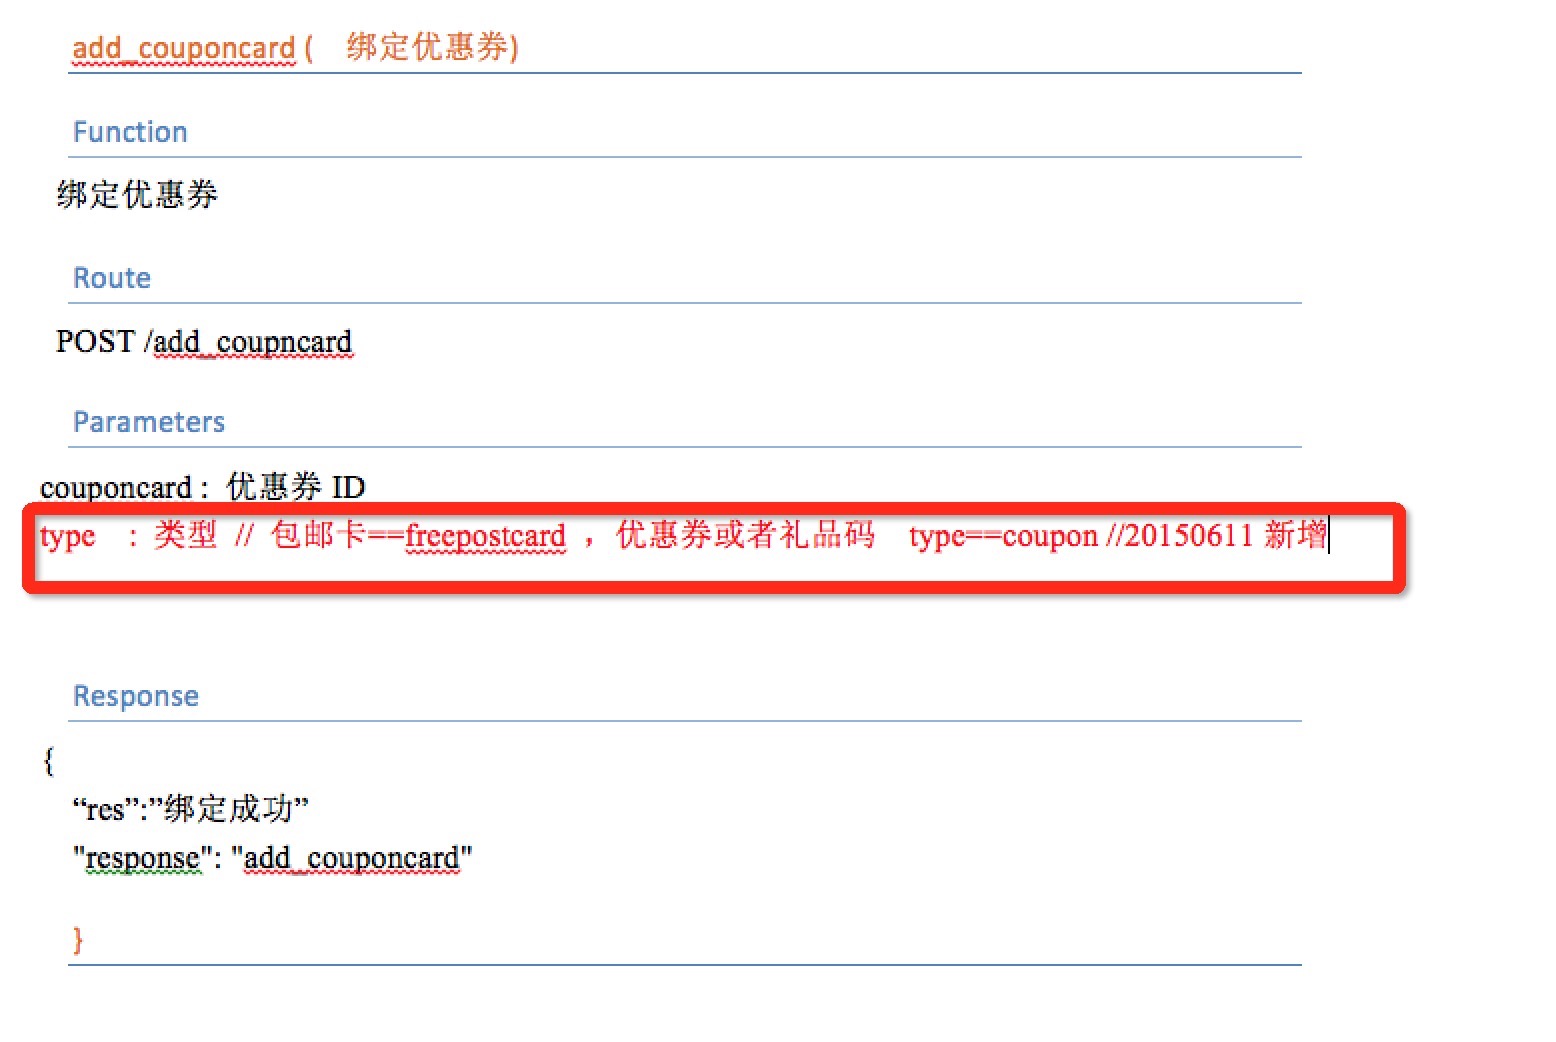 add_couponcard ( 绑定优惠券)
Function
绑定优惠券
Route
POST /add_coupncard
Parameters
couponcard : 优惠券 ID
type : 类型 // 包邮卡==freepostcard ，优惠券或者礼品码 type==coupon //20150611 新增
Response
{
“res”:”绑定成功”
"response": "add_couponcard"
}